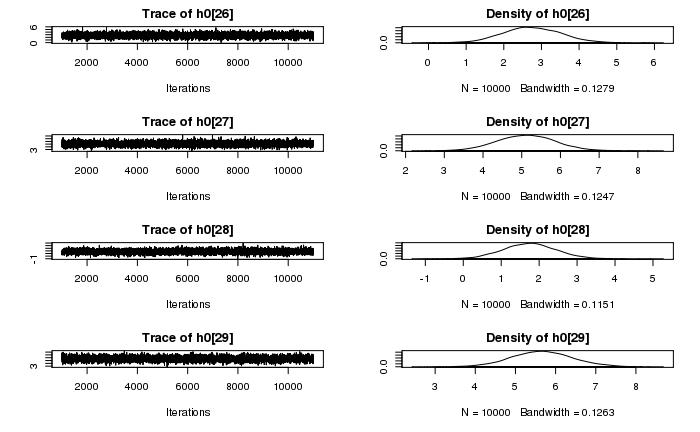 Trace of h0[26]
0 6
2000 4000 6000 8000 10000
Iterations
Density of h0[26]
0.0
0 1 2 3 4 5 6
N = 10000 Bandwidth = 0.1279
Trace of h0[27]
3
2000 4000 6000 8000 10000
Iterations
Density of h0[27]
0.0
2 3 4 5 6 7 8
N = 10000 Bandwidth = 0.1247
Trace of h0[28]
-1
2000 4000 6000 8000 10000
Iterations
Density of h0[28]
0.0
-1 0 1 2 3 4 5
N = 10000 Bandwidth = 0.1151
Trace of h0[29]
3
2000 4000 6000 8000 10000
Iterations
Density of h0[29]
0.0
3 4 5 6 7 8
N = 10000 Bandwidth = 0.1263